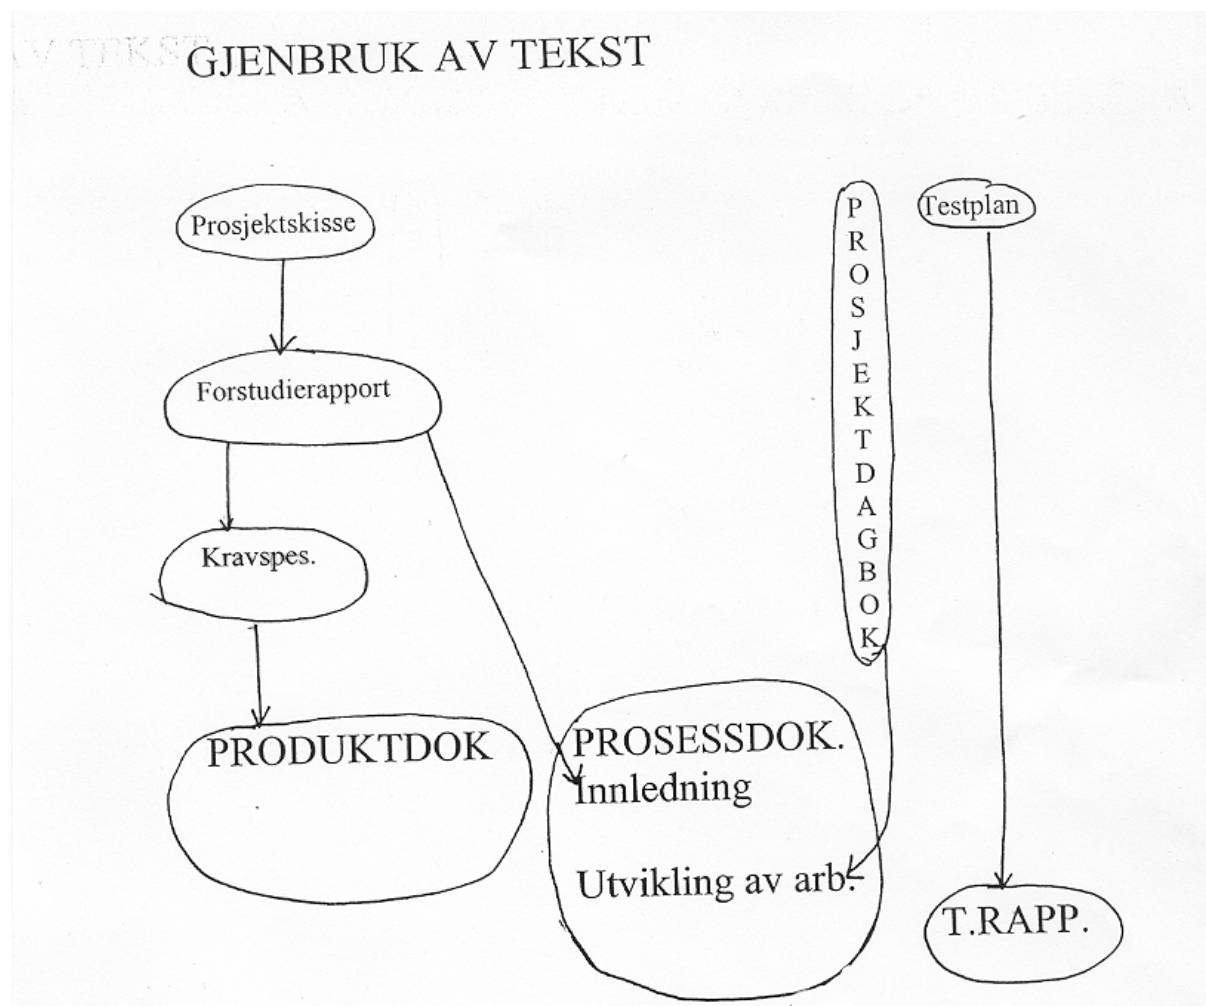 GJENBRUK AV TEKST
Prosjektskisse
Forstudierapport
Kravspes.
PRODUKTDOK
PROSESSDOK.
Innledning
Utvikling av arb.
P
R
O
S
J
E
K
T
D
A
G
B
O
K
Testplan
T.RAPP.